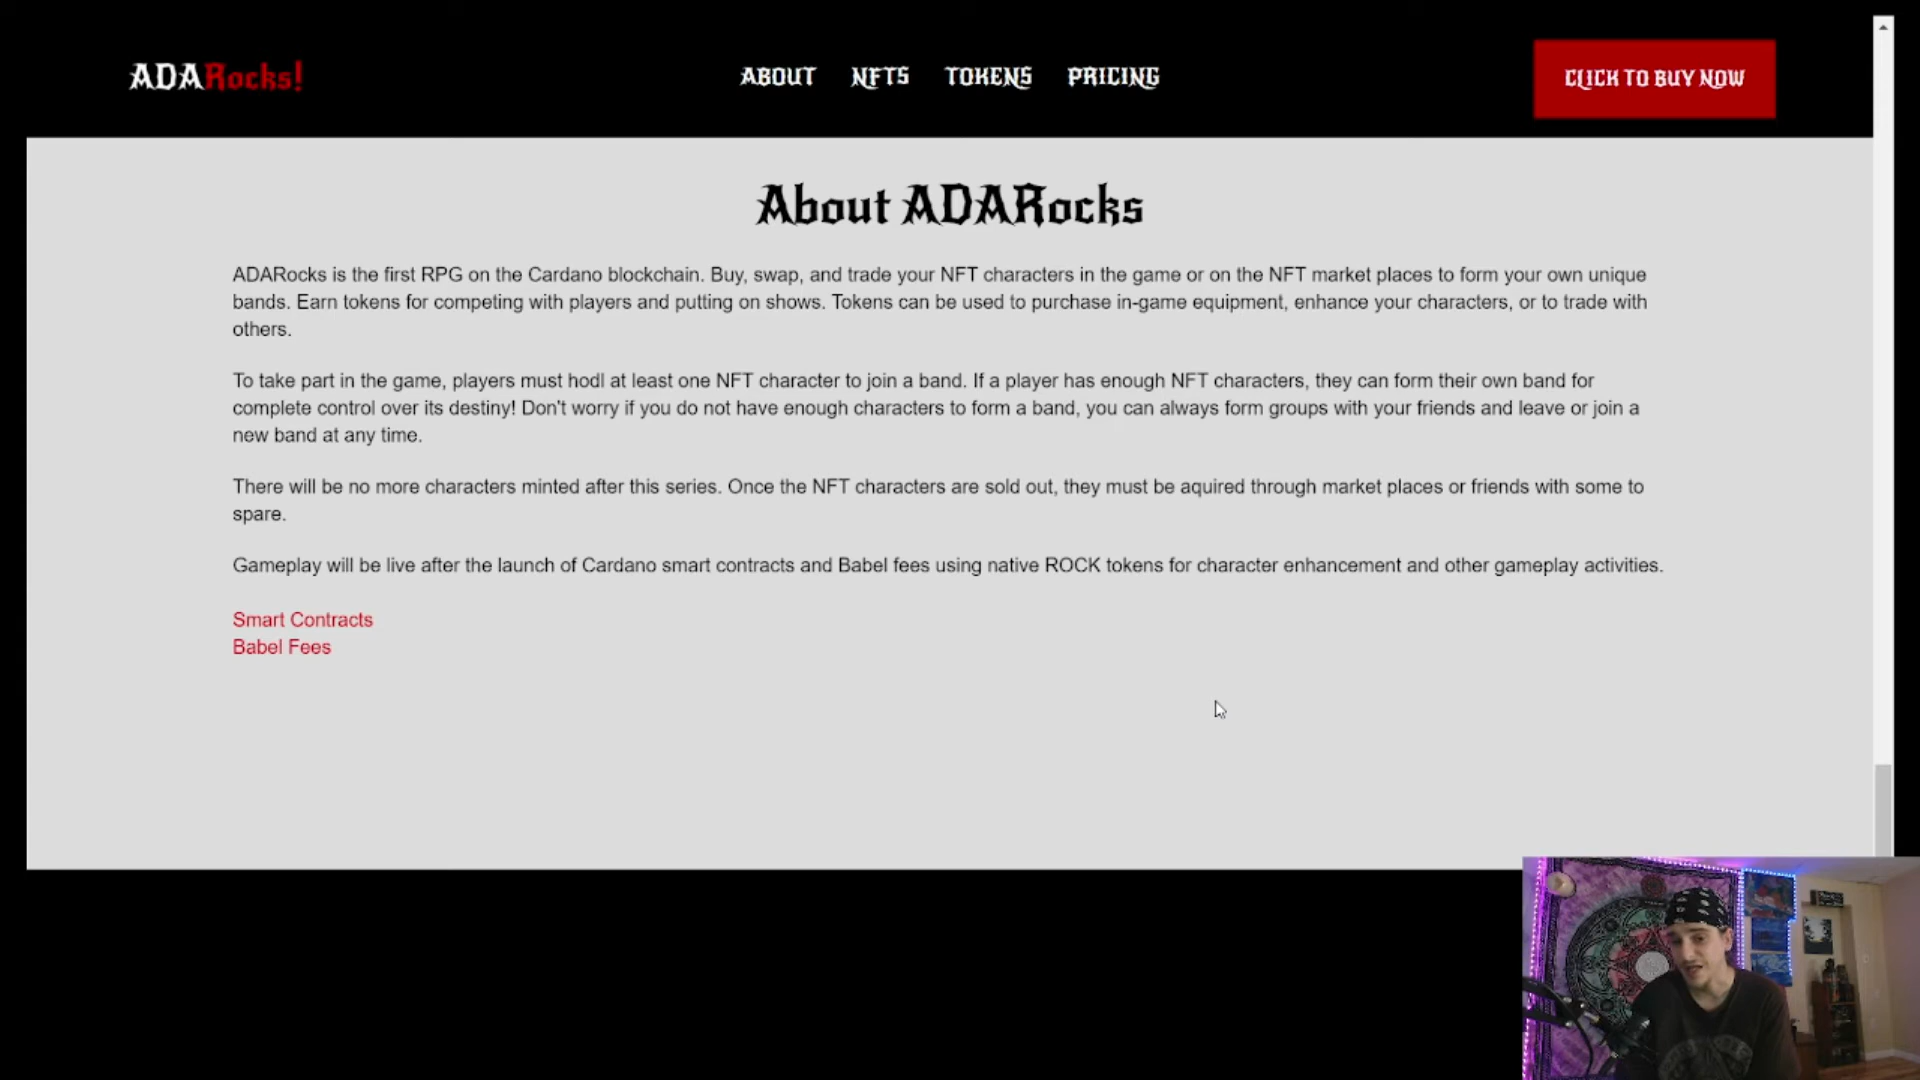 ADARocks!
ABOUT NFTS TOKENS PRICING
CLICK TO BUY NOW
About ADARocks
ADARocks is the first RPG on the Cardano blockchain. Buy, swap, and trade your NFT characters in the game or on the NFT market places to form your own unique
bands. Earn tokens for competing with players and putting on shows. Tokens can be used to purchase in-game equipment, enhance your characters, or to trade with
others.
To take part in the game, players must hodl at least one NFT character to join a band. If a player has enough NFT characters, they can form their own band for
complete control over its destiny! Don't worry if you do not have enough characters to form a band, you can always form groups with your friends and leave or join a
new band at any time.
There will be no more characters minted after this series. Once the NFT characters are sold out, they must be aquired through market places or friends with some to
spare.
Gameplay will be live after the launch of Cardano smart contracts and Babel fees using native ROCK tokens for character enhancement and other gameplay activities.
Smart Contracts
Babel Fees